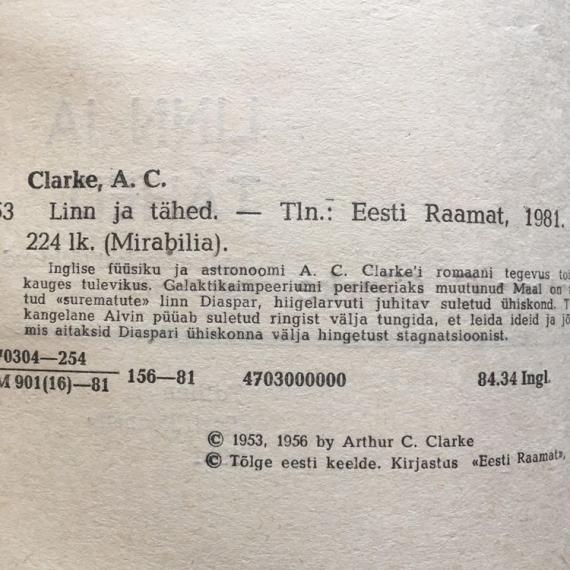 Clarke, A. C.
53 Linn ja tähed. — Tln.: Eesti Raamat, 1981.
224 lk. (Mirabilia).
Inglise füüsiku ja astronoomi A. C. Clarke'i romaani tegevus
kauges tulevikus. Galaktikaimpeeriumi perifeeriaks muutunud Maal on
tud «surematute» linn Diaspar, hiigelarvuti juhitav suletud ühiskond. T
kangelane Alvin püüab suletud ringist välja tungida, et leida ideid ja jõ
mis aitaksid Diaspari ühiskonna välja hingetust stagnatsioonist.
70304—254
M 901(16)—81 156—81 4703000000 84.34 Ingl.
© 1953, 1956 by Arthur C. Clarke
© Tõlge eesti keelde. Kirjastus «Eesti Raamat»,